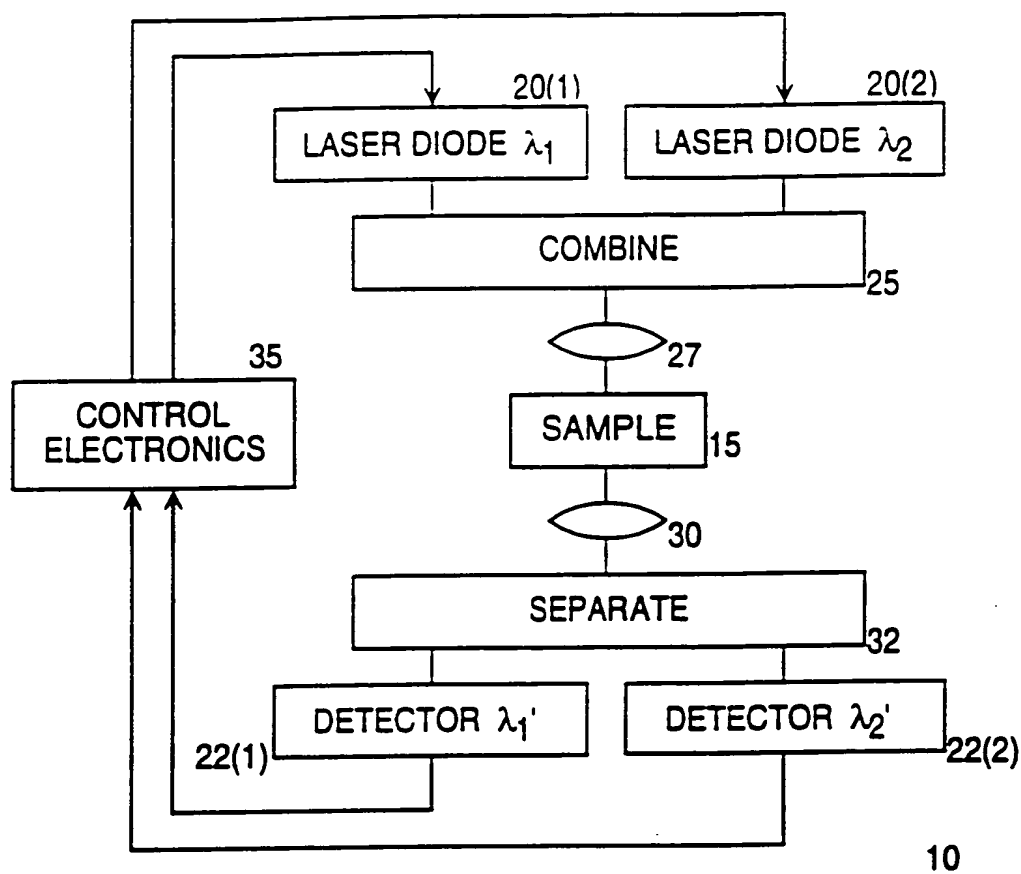 20(1)
20(2)
LASER DIODE λ1
LASER DIODE λ2
COMBINE
25
27
35
CONTROL
ELECTRONICS
SAMPLE
15
30
SEPARATE
32
DETECTOR λ1'
DETECTOR λ2'
22(1)
22(2)
10